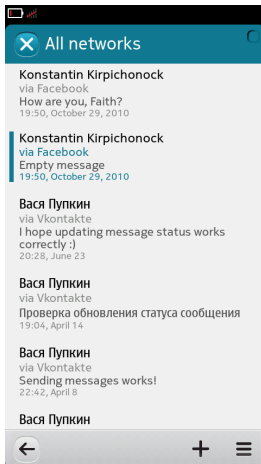 All networks
Konstantin Kirpichonock
via Facebook
How are you, Faith?
19:50, October 29, 2010
Konstantin Kirpichonock
via Facebook
Empty message
19:50, October 29, 2010
Вася Пупкин
via Vkontakte
I hope updating message status works
correctly :)
20:28, June 23
Вася Пупкин
via Vkontakte
Проверка обновления статуса сообщения
19:04, April 14
Вася Пупкин
via Vkontakte
Sending messages works!
22:42, April 8
Вася Пупкин